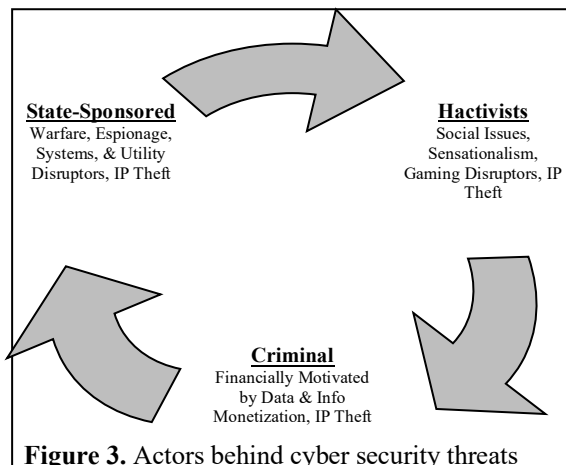 State-Sponsored
Warfare, Espionage,
Systems, & Utility
Disruptors, IP Theft
Hactivists
Social Issues,
Sensationalism,
Gaming Disruptors, IP
Theft
Criminal
Financially Motivated
by Data & Info
Monetization, IP Theft
Figure 3. Actors behind cyber security threats